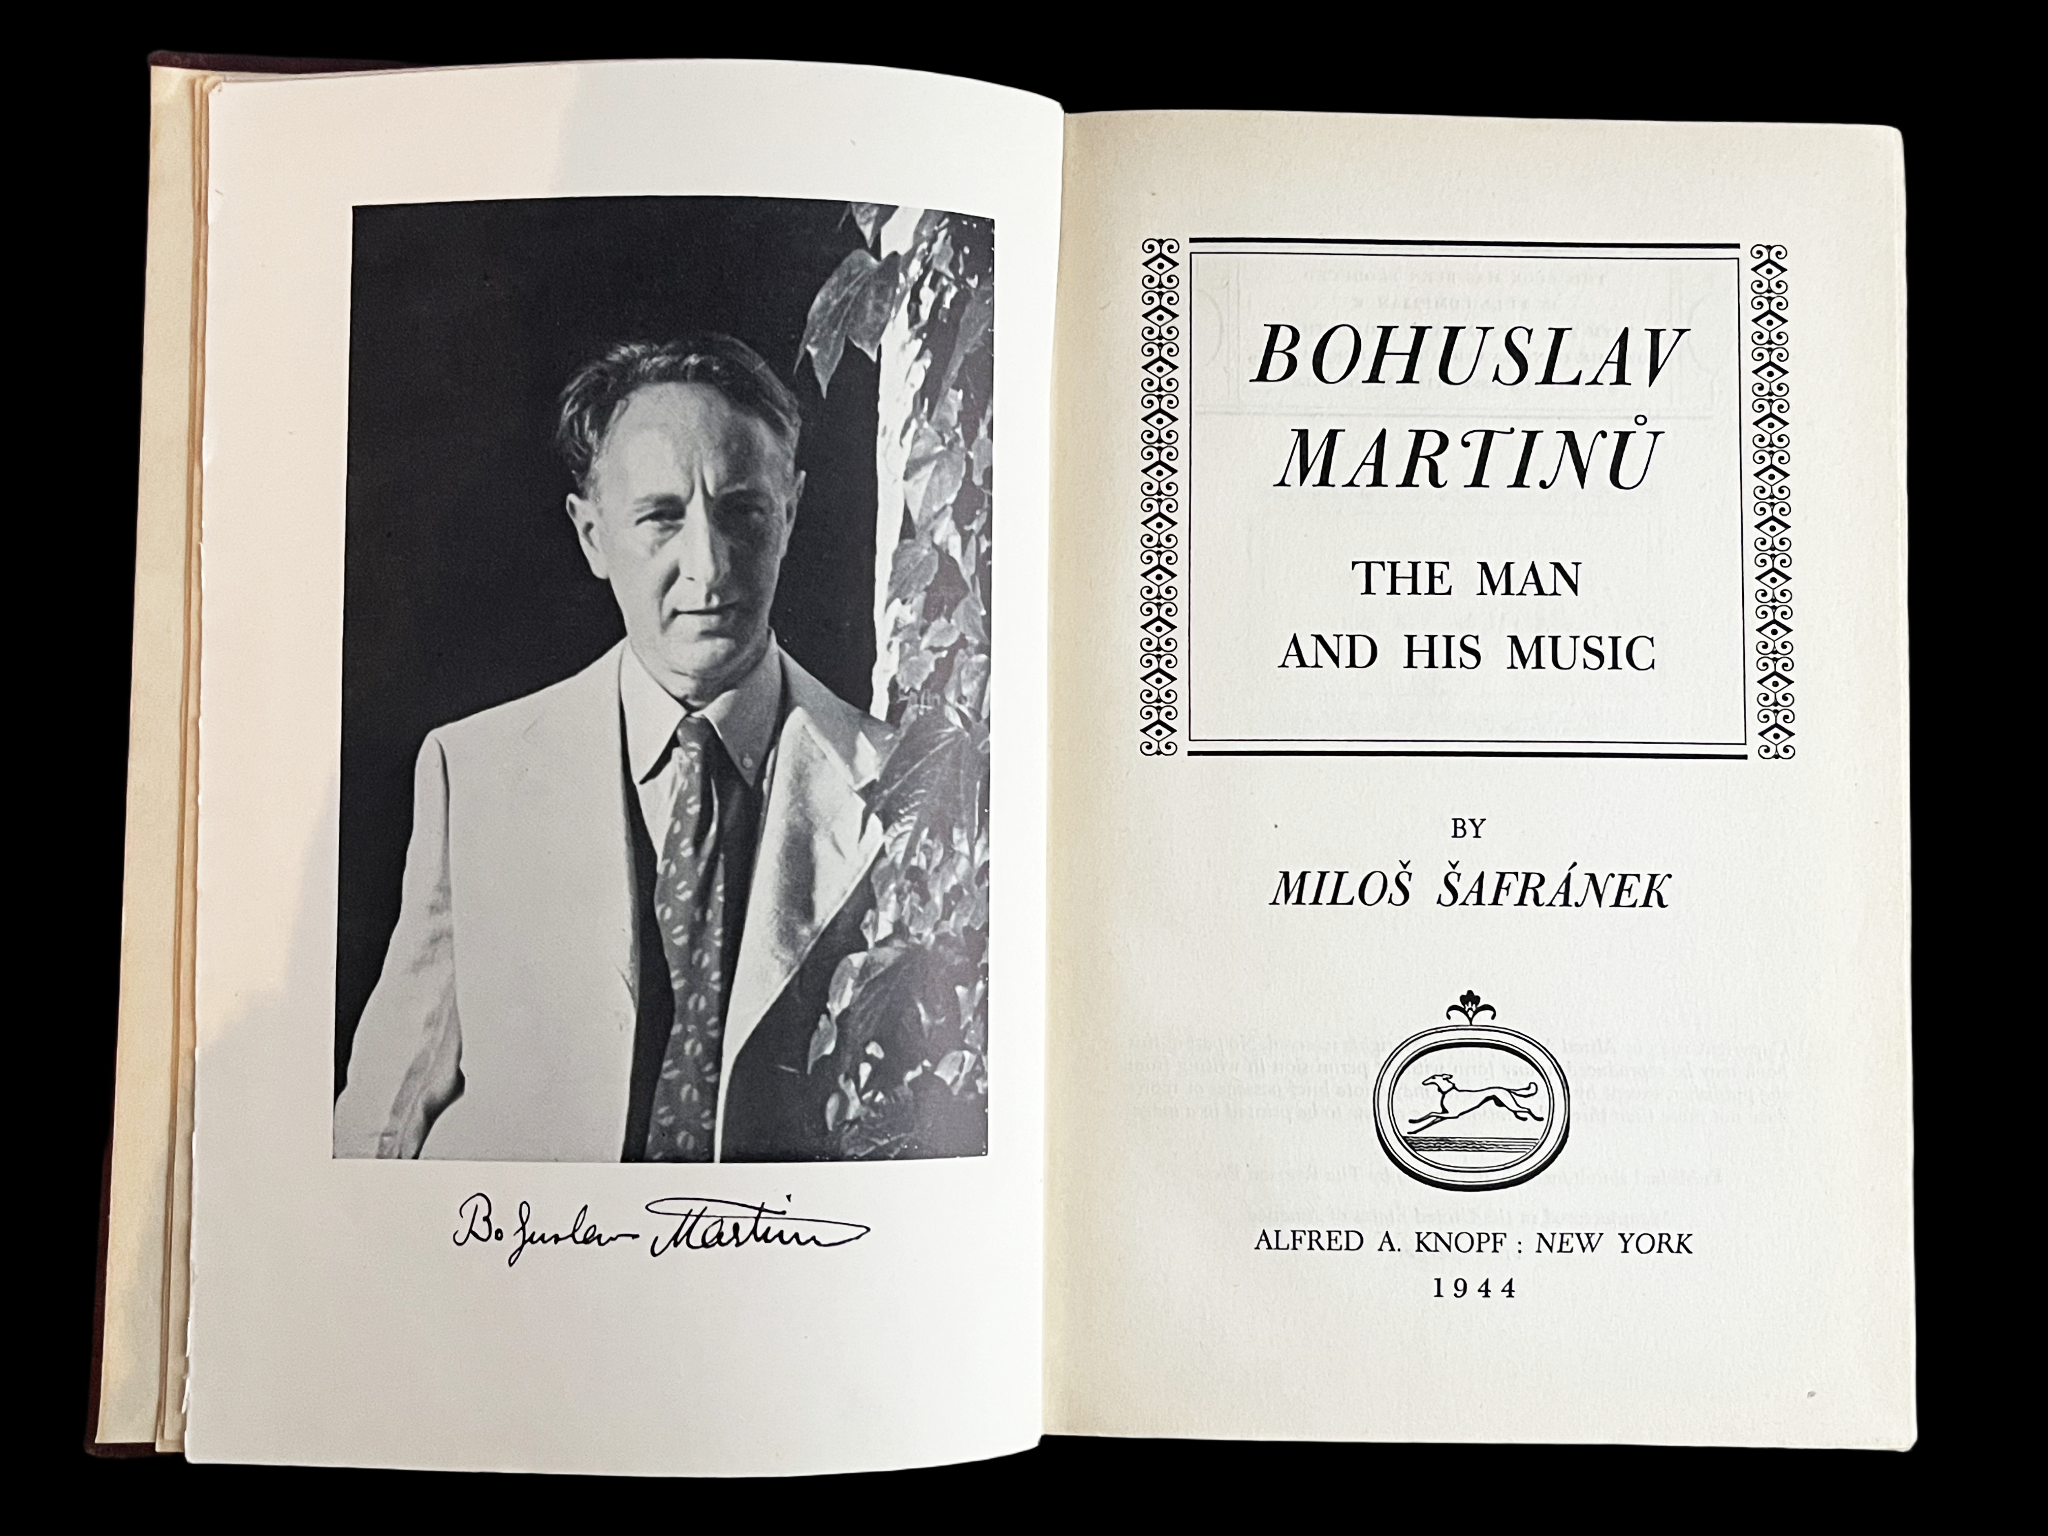 Bohuslav Martinů
BOHUSLAV
MARTINŮ
THE MAN
AND HIS MUSIC
BY
MILOŠ ŠAFRÁNEK
ALFRED A. KNOPF : NEW YORK
1944